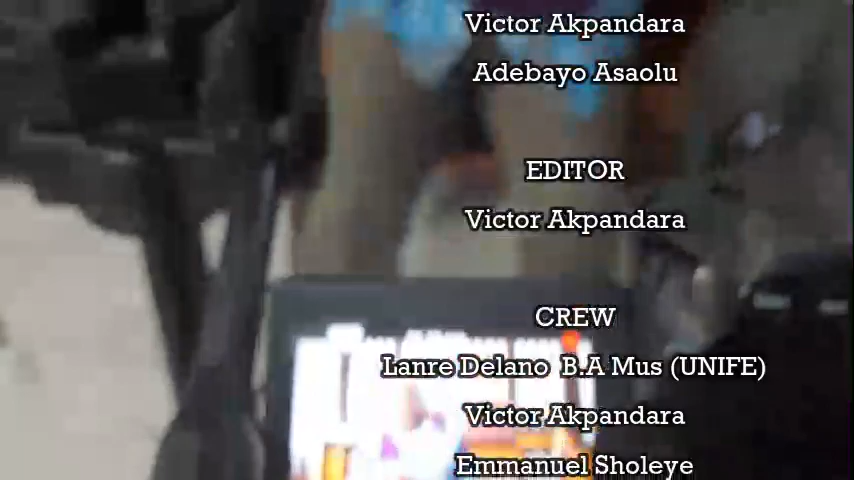 Victor Akpandara
Adebayo Asaolu
EDITOR
Victor Akpandara
CREW
Lanre Delano B.A Mus (UNIFE)
Victor Akpandara
Emmanuel Sholeye